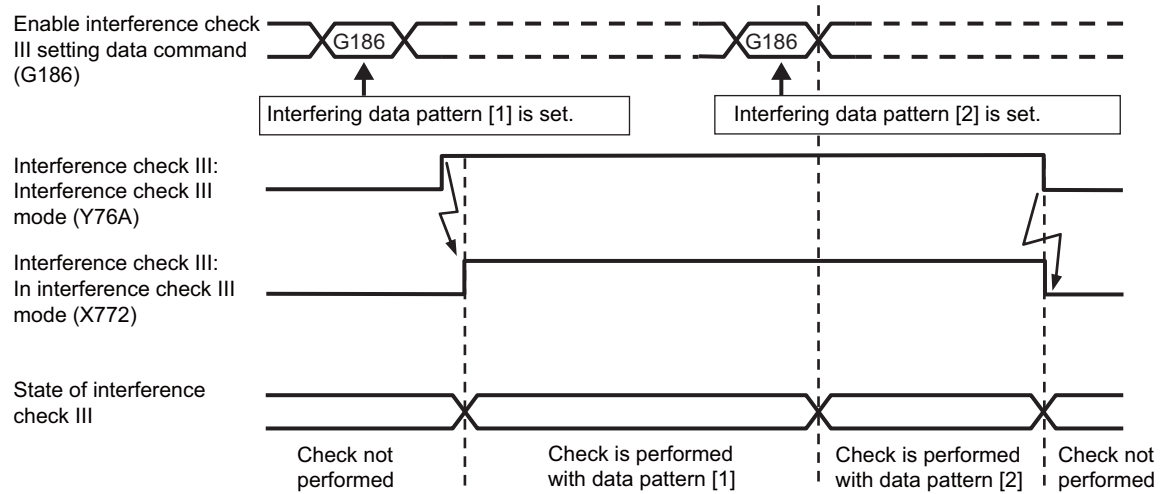 Enable interference check
III setting data command
(G186)
G186
G186
Interfering data pattern [1] is set.
Interfering data pattern [2] is set.
Interference check III:
Interference check III
mode (Y76A)
Interference check III:
In interference check III
mode (X772)
State of interference
check III
Check not
performed
Check is performed
with data pattern [1]
Check is performed
with data pattern [2]
Check not
performed